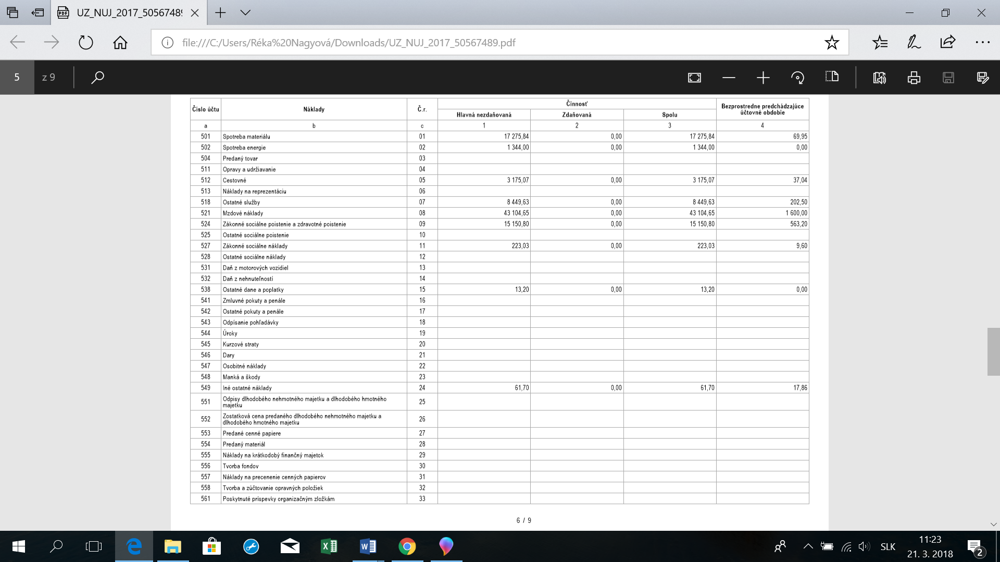 UZ_NUJ_2017_5056748
file:///C:/Users/Réka%20Nagyová/Downloads/UZ_NUJ_2017_50567489.pdf
5 z 9
Číslo účtu Náklady Č.r. Činnosť Bezprostredne predchádzajúce účtovné obdobie
Hlavná nezdaňovaná Zdaňovaná Spolu
a b c 1 2 3 4
501 Spotreba materiálu 01 17 275,84 0,00 17 275,84 69,95
502 Spotreba energie 02 1 344,00 0,00 1 344,00 0,00
504 Predaný tovar 03
511 Opravy a udržiavanie 04
512 Cestovné 05 3 175,07 0,00 3 175,07 37,04
513 Náklady na reprezentáciu 06
518 Ostatné služby 07 8 449,63 0,00 8 449,63 202,50
521 Mzdové náklady 08 43 104,65 0,00 43 104,65 1 600,00
524 Zákonné sociálne poistenie a zdravotné poistenie 09 15 150,80 0,00 15 150,80 563,20
525 Ostatné sociálne poistenie 10
527 Zákonné sociálne náklady 11 223,03 0,00 223,03 9,60
528 Ostatné sociálne náklady 12
531 Daň z motorových vozidiel 13
532 Daň z nehnuteľností 14
538 Ostatné dane a poplatky 15 13,20 0,00 13,20 0,00
541 Zmluvné pokuty a penále 16
542 Ostatné pokuty a penále 17
543 Odpísanie pohľadávky 18
544 Úroky 19
545 Kurzové straty 20
546 Dary 21
547 Osobitné náklady 22
548 Manká a škody 23
549 Iné ostatné náklady 24 61,70 0,00 61,70 17,86
551 Odpisy dlhodobého nehmotného majetku a dlhodobého hmotného majetku 25
552 Zostatková cena predaného dlhodobého nehmotného majetku a dlhodobého hmotného majetku 26
553 Predané cenné papiere 27
554 Predaný materiál 28
555 Náklady na krátkodobý finančný majetok 29
556 Tvorba fondov 30
557 Náklady na precenenie cenných papierov 31
558 Tvorba a zúčtovanie opravných položiek 32
561 Poskytnuté príspevky organizačným zložkám 33
6 / 9
SLK
11:23
21. 3. 2018
2